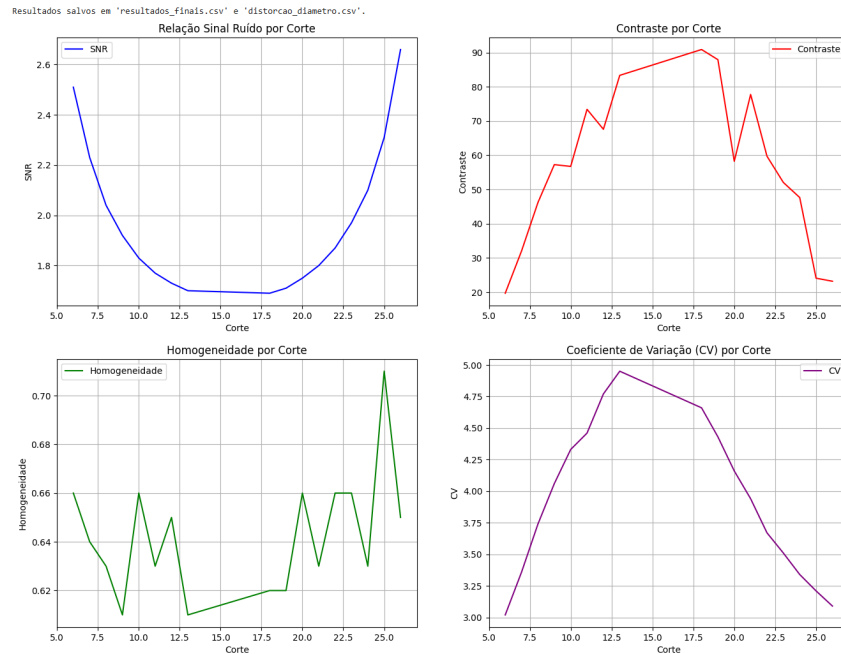 Resultados salvos em 'resultados_finais.csv' e 'distorcao_diametro.csv'.
Relação Sinal Ruído por Corte
SNR
2.6
2.4
2.2
2.0
1.8
SNR
5.0 7.5 10.0 12.5 15.0 17.5 20.0 22.5 25.0
Corte
Contraste por Corte
Contraste
90
80
70
60
50
40
30
20
Contraste
5.0 7.5 10.0 12.5 15.0 17.5 20.0 22.5 25.0
Corte
Homogeneidade por Corte
Homogeneidade
0.70
0.68
0.66
0.64
0.62
Homogeneidade
5.0 7.5 10.0 12.5 15.0 17.5 20.0 22.5 25.0
Corte
Coeficiente de Variação (CV) por Corte
CV
5.00
4.75
4.50
4.25
4.00
3.75
3.50
3.25
3.00
CV
5.0 7.5 10.0 12.5 15.0 17.5 20.0 22.5 25.0
Corte